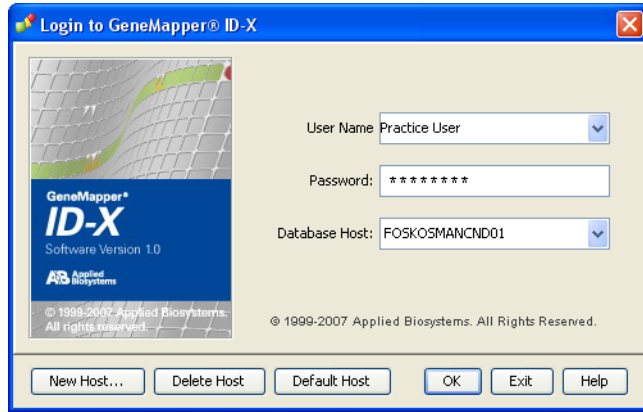 Login to GeneMapper® ID-X
GeneMapper®
ID-X
Software Version 1.0
AB Applied Biosystems
© 1999-2007 Applied Biosystems.
All rights reserved.
User Name Practice User
Password: ********
Database Host: FOSKOSMANCND01
© 1999-2007 Applied Biosystems. All Rights Reserved.
New Host... Delete Host Default Host OK Exit Help